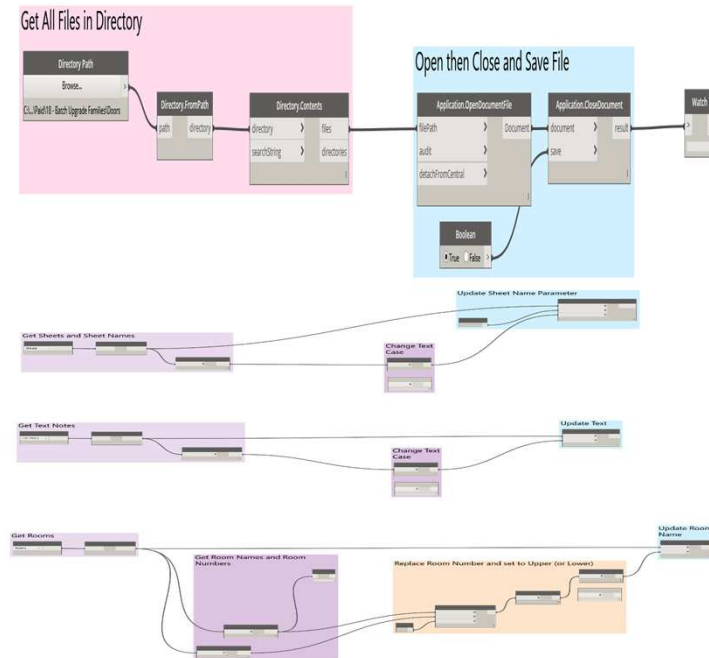 Get All Files in Directory
Directory Path
Browse...
>
C:\...\Paid\18 - Batch Upgrade Families\Doors
Directory.FromPath
path
directory
Directory.Contents
directory > files
searchString > directories
Open then Close and Save File
Application.OpenDocumentFile
filePath > Document
audit >
detachFromCentral >
Application.CloseDocument
document > result
save >
Boolean
True False >
Watch
>
Update Sheet Name Parameter
Get Sheets and Sheet Names
Change Text
Case
Get Text Notes
Update Text
Change Text
Case
Get Rooms
Update Room
Name
Get Room Names and Room
Numbers
Replace Room Number and set to Upper (or Lower)